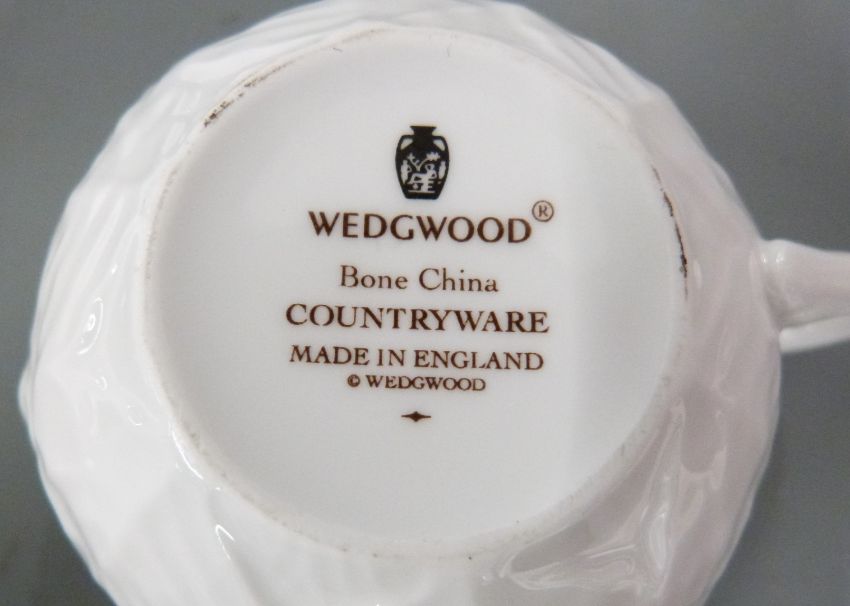 WEDGWOOD®
Bone China
COUNTRYWARE
MADE IN ENGLAND
© WEDGWOOD